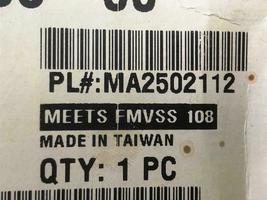 PL#:MA2502112
MEETS FMVSS 108
MADE IN TAIWAN
QTY: 1 PC